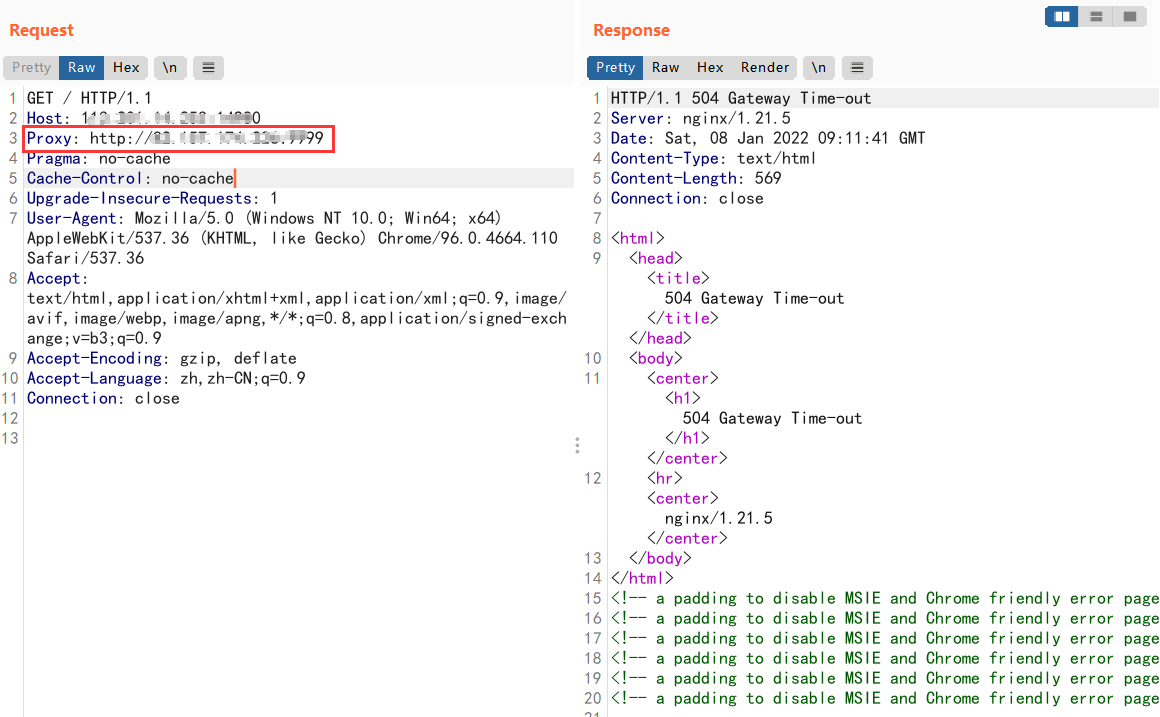 Request
Response
Pretty Raw Hex \n
Pretty Raw Hex Render \n
1 GET / HTTP/1.1
2 Host:
3 Proxy: http:// 9999
4 Pragma: no-cache
5 Cache-Control: no-cache
6 Upgrade-Insecure-Requests: 1
7 User-Agent: Mozilla/5.0 (Windows NT 10.0; Win64; x64)
AppleWebKit/537.36 (KHTML, like Gecko) Chrome/96.0.4664.110
Safari/537.36
8 Accept:
text/html,application/xhtml+xml,application/xml;q=0.9,image/
avif,image/webp,image/apng,*/*;q=0.8,application/signed-exch
ange;v=b3;q=0.9
9 Accept-Encoding: gzip, deflate
10 Accept-Language: zh,zh-CN;q=0.9
11 Connection: close
12
13
1 HTTP/1.1 504 Gateway Time-out
2 Server: nginx/1.21.5
3 Date: Sat, 08 Jan 2022 09:11:41 GMT
4 Content-Type: text/html
5 Content-Length: 569
6 Connection: close
7
8 <html>
9 <head>
<title>
504 Gateway Time-out
</title>
</head>
10 <body>
11 <center>
<h1>
504 Gateway Time-out
</h1>
</center>
12 <hr>
<center>
nginx/1.21.5
</center>
13 </body>
14 </html>
15 <!-- a padding to disable MSIE and Chrome friendly error page
16 <!-- a padding to disable MSIE and Chrome friendly error page
17 <!-- a padding to disable MSIE and Chrome friendly error page
18 <!-- a padding to disable MSIE and Chrome friendly error page
19 <!-- a padding to disable MSIE and Chrome friendly error page
20 <!-- a padding to disable MSIE and Chrome friendly error page